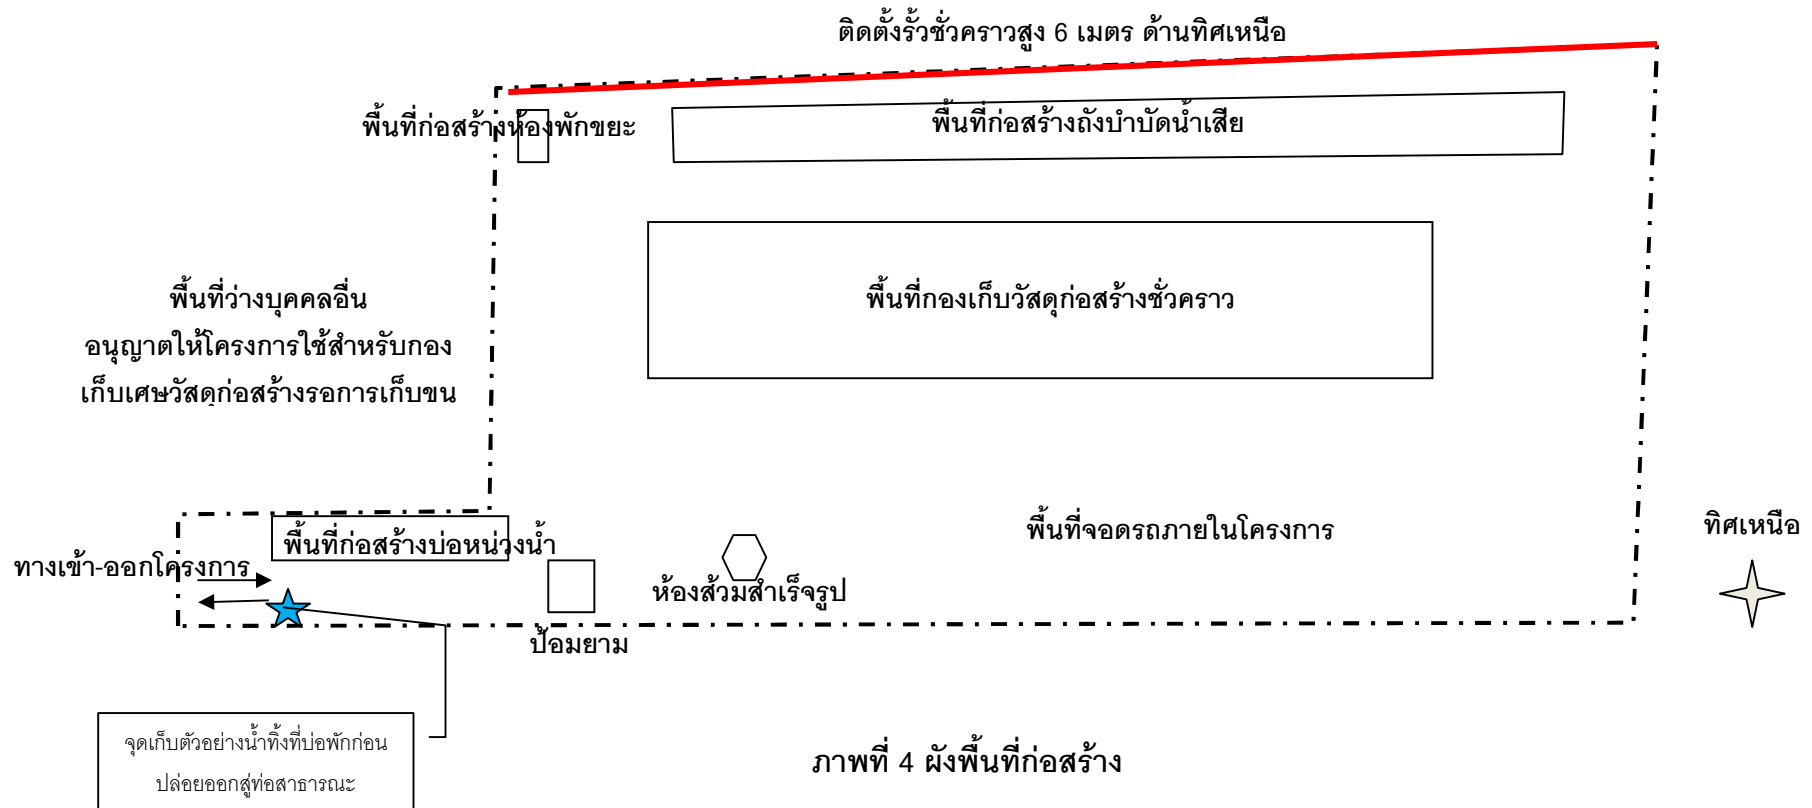 ติดตั้งรั้วชั่วคราวสูง 6 เมตร ด้านทิศเหนือ
พื้นที่ก่อสร้างห้องพักขยะ
พื้นที่ก่อสร้างถังบำบัดน้ำเสีย
พื้นที่ว่างบุคคลอื่น
อนุญาตให้โครงการใช้สำหรับกอง
เก็บเศษวัสดุก่อสร้างรอการเก็บขน
พื้นที่กองเก็บวัสดุก่อสร้างชั่วคราว
พื้นที่จอดรถภายในโครงการ
ทิศเหนือ
พื้นที่ก่อสร้างบ่อหน่วงน้ำ
ทางเข้า-ออกโครงการ
ห้องส้วมสำเร็จรูป
ป้อมยาม
จุดเก็บตัวอย่างน้ำทิ้งที่บ่อพักก่อน
ปล่อยออกสู่ท่อสาธารณะ
ภาพที่ 4 ผังพื้นที่ก่อสร้าง